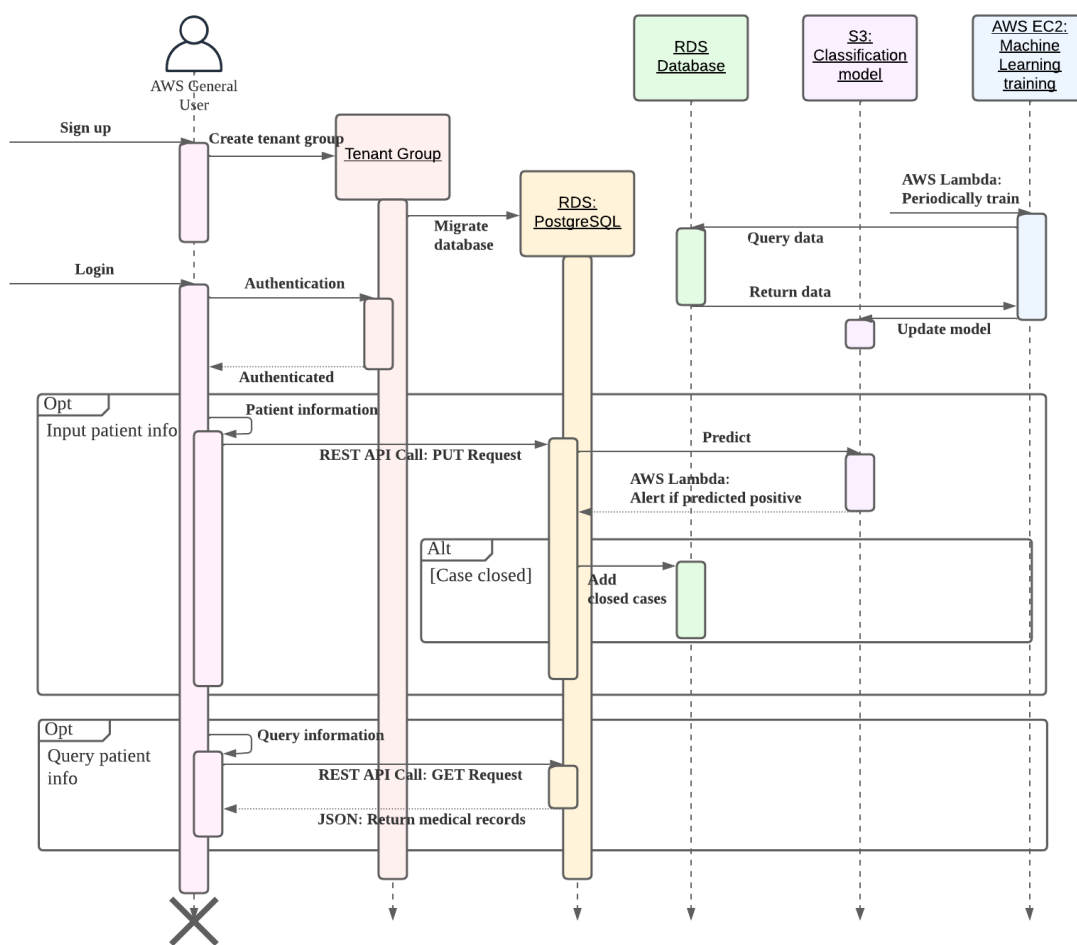 AWS General
User
RDS
Database
S3:
Classification
model
AWS EC2:
Machine
Learning
training
Sign up
Create tenant group
Tenant Group
RDS:
PostgreSQL
Migrate
database
AWS Lambda:
Periodically train
Query data
Login
Authentication
Return data
Update model
Authenticated
Opt
Input patient info
Patient information
REST API Call: PUT Request
Predict
AWS Lambda:
Alert if predicted positive
Alt
[Case closed]
Add
closed cases
Opt
Query patient
info
Query information
REST API Call: GET Request
JSON: Return medical records